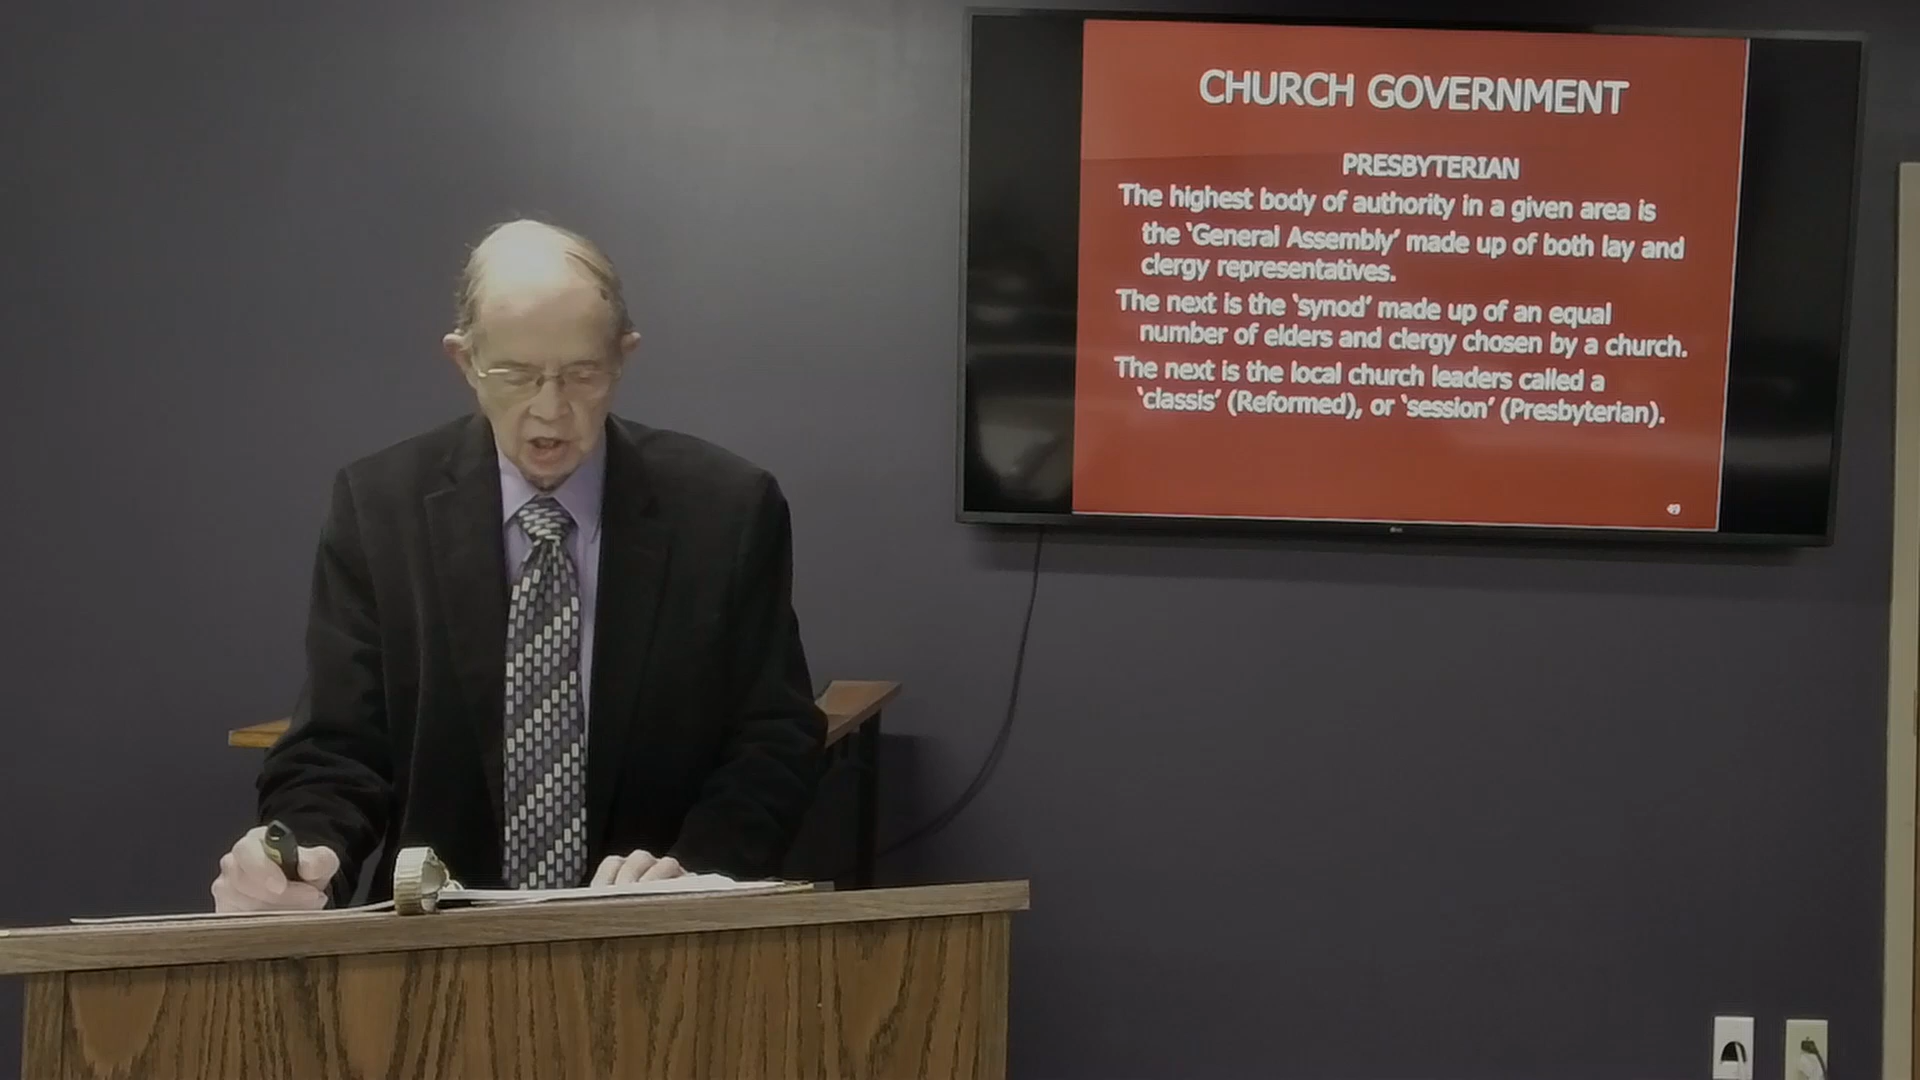 CHURCH GOVERNMENT
PRESBYTERIAN
The highest body of authority in a given area is
the ‘General Assembly’ made up of both lay and
clergy representatives.
The next is the ‘synod’ made up of an equal
number of elders and clergy chosen by a church.
The next is the local church leaders called a
‘classis’ (Reformed), or ‘session’ (Presbyterian).
49